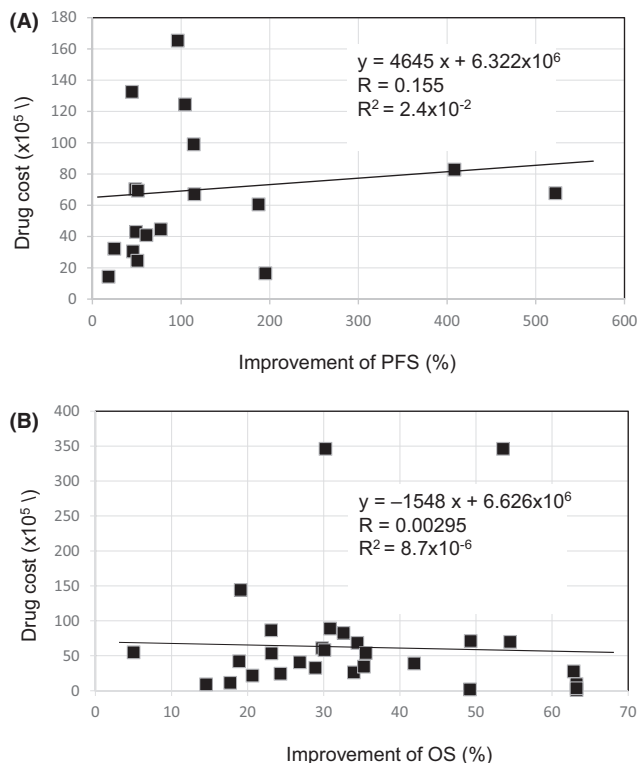 (A)
180
160
140
120
100
80
60
40
20
0
Drug cost (x10⁵ \)
y = 4645 x + 6.322x10⁶
R = 0.155
R² = 2.4x10⁻²
0 100 200 300 400 500 600
Improvement of PFS (%)
(B)
400
350
300
250
200
150
100
50
0
Drug cost (x10⁵ \)
y = –1548 x + 6.626x10⁶
R = 0.00295
R² = 8.7x10⁻⁶
0 10 20 30 40 50 60 70
Improvement of OS (%)